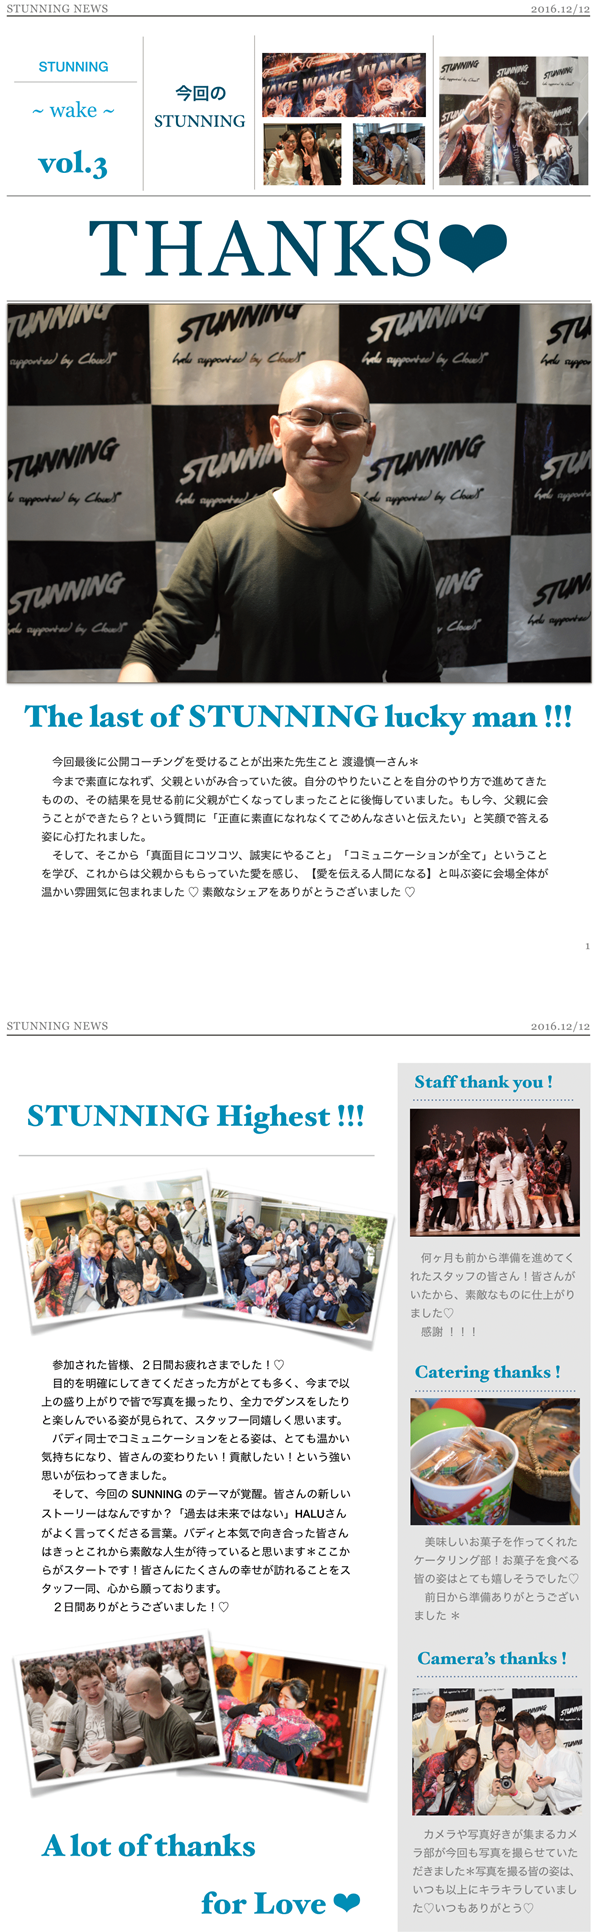 STUNNING NEWS
2016.12/12
STUNNING
~ wake ~
vol.3
今回の
STUNNING
WAKE WAKE WAKE
STUNNING
THANKS❤
STUNNING
STUNNING
STUNNING
STUNNING
halu supported by Cloud8
STUNNING
halu supported by Cloud8
STUNNING
STUNNING
STUNNING
STUNNING
The last of STUNNING lucky man !!!
今回最後に公開コーチングを受けることが出来た先生こと 渡邉慎一さん＊
今まで素直になれず、父親といがみ合っていた彼。自分のやりたいことを自分のやり方で進めてきた
ものの、その結果を見せる前に父親が亡くなってしまったことに後悔していました。もし今、父親に会
うことができたら？という質問に「正直に素直になれなくてごめんなさいと伝えたい」と笑顔で答える
姿に心打たれました。
そして、そこから「真面目にコツコツ、誠実にやること」「コミュニケーションが全て」ということ
を学び、これからは父親からもらっていた愛を感じ、【愛を伝える人間になる】と叫ぶ姿に会場全体が
温かい雰囲気に包まれました ♡ 素敵なシェアをありがとうございました ♡
1
STUNNING NEWS
2016.12/12
STUNNING Highest !!!
参加された皆様、２日間お疲れさまでした！♡
目的を明確にしてきてくださった方がとても多く、今まで以
上の盛り上がりで皆で写真を撮ったり、全力でダンスをしたり
と楽しんでいる姿が見られて、スタッフ一同嬉しく思います。
バディ同士でコミュニケーションをとる姿は、とても温かい
気持ちになり、皆さんの変わりたい！貢献したい！という強い
思いが伝わってきました。
そして、今回の SUNNING のテーマが覚醒。皆さんの新しい
ストーリーはなんですか？「過去は未来ではない」HALUさん
がよく言ってくださる言葉。バディと本気で向き合った皆さん
はきっとこれから素敵な人生が待っていると思います＊ここか
らがスタートです！皆さんにたくさんの幸せが訪れることをス
タッフ一同、心から願っております。
２日間ありがとうございました！♡
A lot of thanks
for Love ❤
Staff thank you !
何ヶ月も前から準備を進めてく
れたスタッフの皆さん！皆さんが
いたから、素敵なものに仕上がり
ました♡
感謝 ！！！
Catering thanks !
美味しいお菓子を作ってくれた
ケータリング部！お菓子を食べる
皆の姿はとても嬉しそうでした♡
前日から準備ありがとうござい
ました ＊
Camera's thanks !
カメラや写真好きが集まるカメ
ラ部が今回も写真を撮らせていた
だきました＊写真を撮る皆の姿は、
いつも以上にキラキラしていまし
た♡いつもありがとう♡